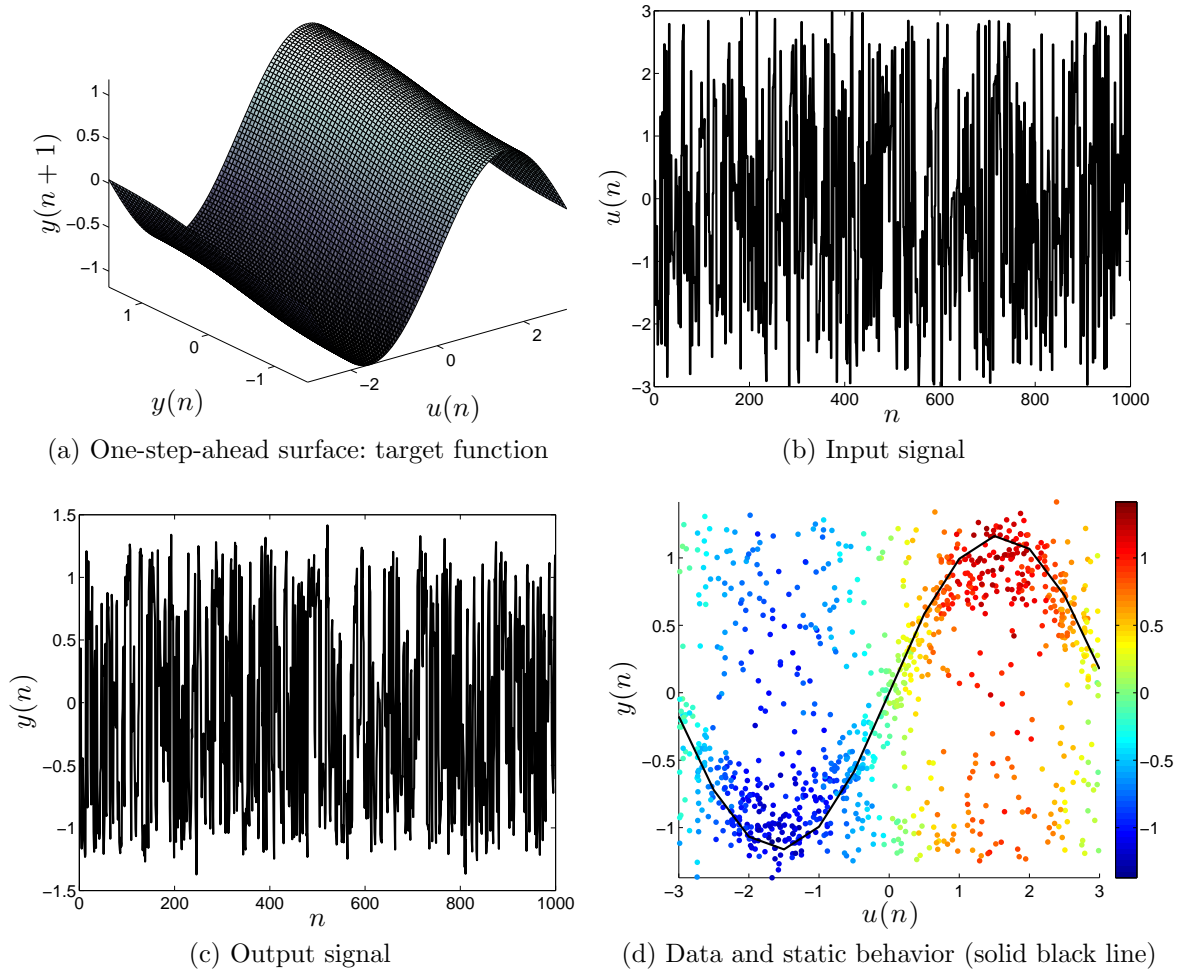 1
0.5
0
−0.5
−1
y(n + 1)
1
0
−1
y(n)
−2
0
2
u(n)
(a) One-step-ahead surface: target function
3
2
1
0
−1
−2
−3
u(n)
0 200 400 600 800 1000
n
(b) Input signal
1.5
1
0.5
0
−0.5
−1
−1.5
y(n)
0 200 400 600 800 1000
n
(c) Output signal
1
0.5
0
−0.5
−1
y(n)
−3 −2 −1 0 1 2 3
u(n)
1
0.5
0
−0.5
−1
(d) Data and static behavior (solid black line)